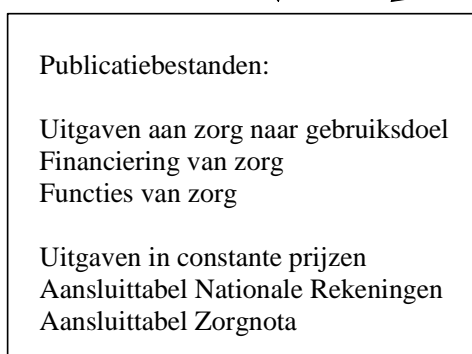 Publicatiebestanden:
Uitgaven aan zorg naar gebruiksdoel
Financiering van zorg
Functies van zorg
Uitgaven in constante prijzen
Aansluittabel Nationale Rekeningen
Aansluittabel Zorgnota